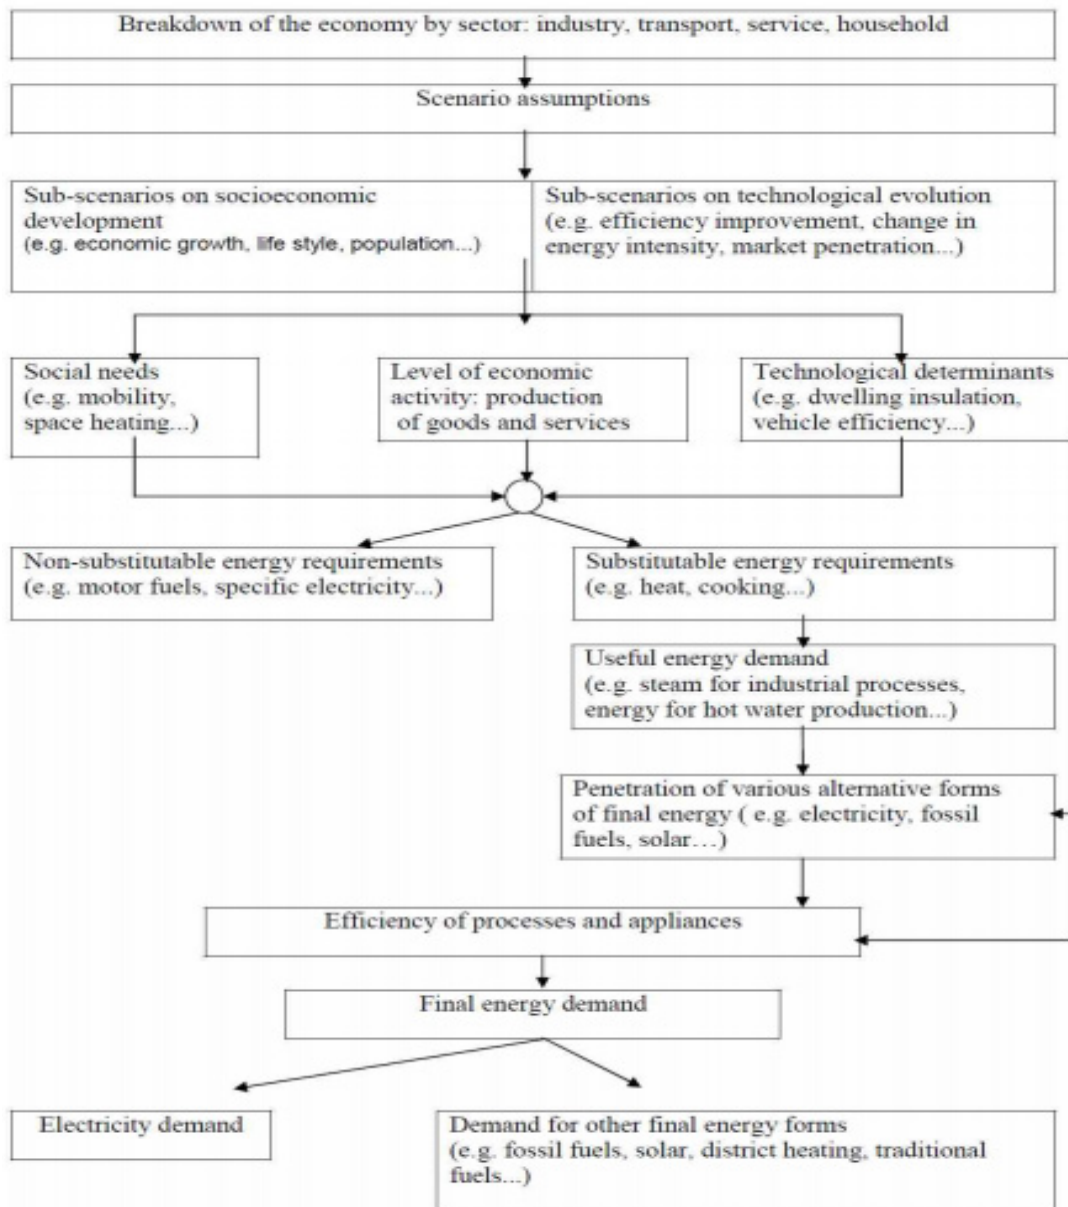 Breakdown of the economy by sector: industry, transport, service, household
Scenario assumptions
Sub-scenarios on socioeconomic
development
(e.g. economic growth, life style, population...)
Sub-scenarios on technological evolution
(e.g. efficiency improvement, change in
energy intensity, market penetration...)
Social needs
(e.g. mobility,
space heating...)
Level of economic
activity: production
of goods and services
Technological determinants
(e.g. dwelling insulation,
vehicle efficiency...)
Non-substitutable energy requirements
(e.g. motor fuels, specific electricity...)
Substitutable energy requirements
(e.g. heat, cooking...)
Useful energy demand
(e.g. steam for industrial processes,
energy for hot water production...)
Penetration of various alternative forms
of final energy ( e.g. electricity, fossil
fuels, solar…)
Efficiency of processes and appliances
Final energy demand
Electricity demand
Demand for other final energy forms
(e.g. fossil fuels, solar, district heating, traditional
fuels...)